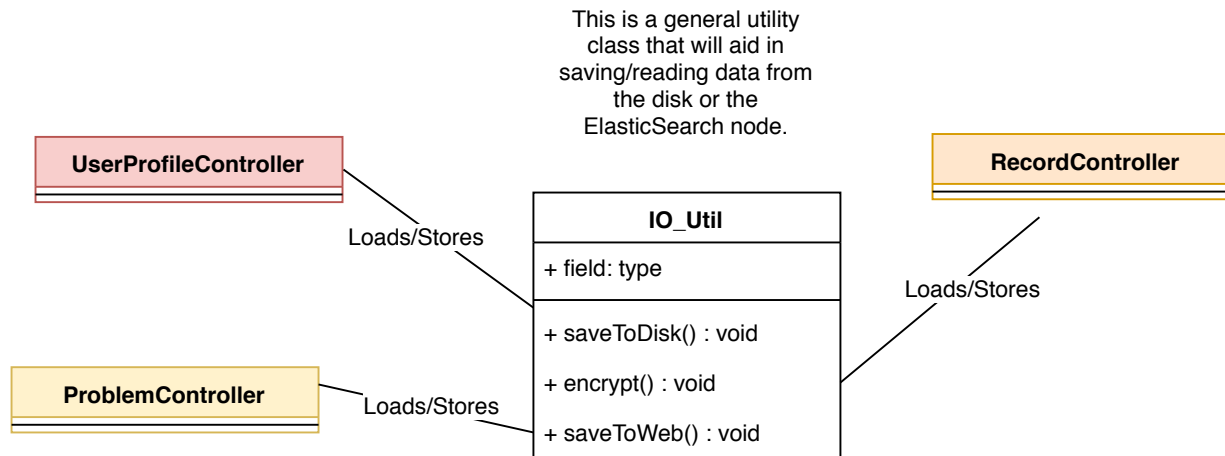 This is a general utility
class that will aid in
saving/reading data from
the disk or the
ElasticSearch node.
UserProfileController
RecordController
IO_Util
Loads/Stores
+ field: type
Loads/Stores
+ saveToDisk() : void
+ encrypt() : void
ProblemController
Loads/Stores
+ saveToWeb() : void